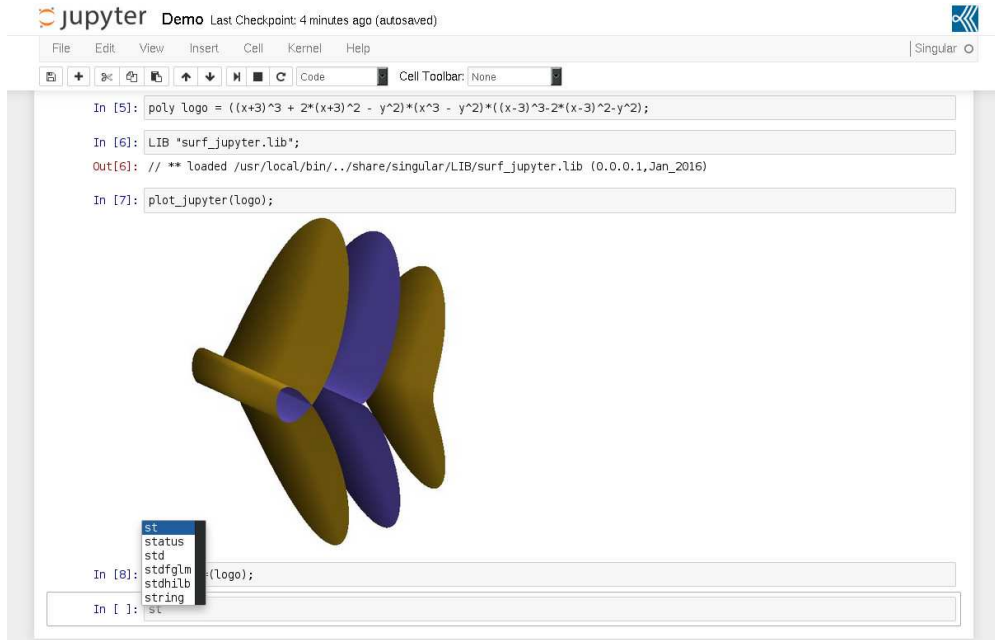 jupyter Demo Last Checkpoint: 4 minutes ago (autosaved)
File Edit View Insert Cell Kernel Help Singular
Code Cell Toolbar: None
In [5]: poly logo = ((x+3)^3 + 2*(x+3)^2 - y^2)*(x^3 - y^2)*((x-3)^3-2*(x-3)^2-y^2);
In [6]: LIB "surf_jupyter.lib";
Out[6]: // ** loaded /usr/local/bin/../share/singular/LIB/surf_jupyter.lib (0.0.0.1,Jan_2016)
In [7]: plot_jupyter(logo);
st
status
std
stdfglm
stdhilb
string
In [8]: =(logo);
In [ ]: st